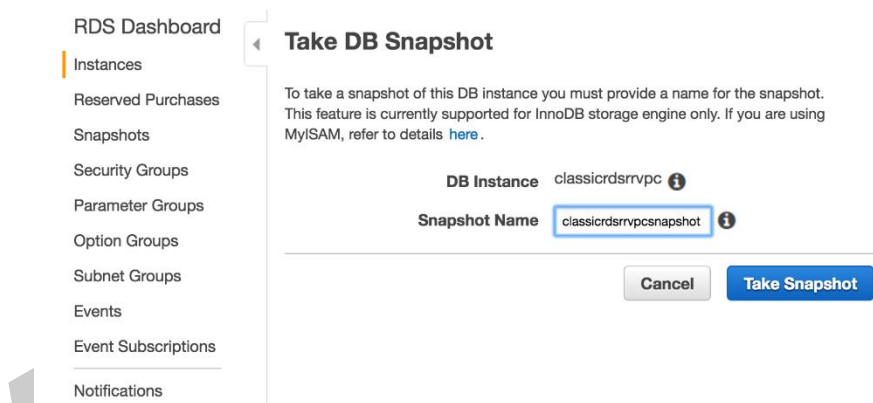 RDS Dashboard
Instances
Reserved Purchases
Snapshots
Security Groups
Parameter Groups
Option Groups
Subnet Groups
Events
Event Subscriptions
Notifications
Take DB Snapshot
To take a snapshot of this DB instance you must provide a name for the snapshot.
This feature is currently supported for InnoDB storage engine only. If you are using
MyISAM, refer to details here.
DB Instance classicrdsrrvpc
Snapshot Name classicrdsrrvpcsnapshot
Cancel Take Snapshot